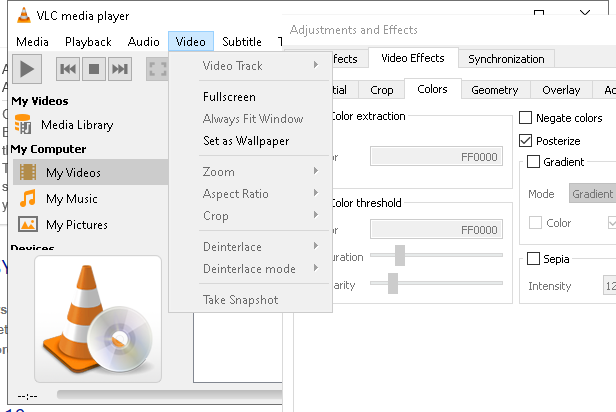 VLC media player
Media Playback Audio Video Subtitle T
Video Track
Fullscreen
Always Fit Window
Set as Wallpaper
Zoom
Aspect Ratio
Crop
Deinterlace
Deinterlace mode
Take Snapshot
My Videos
Media Library
My Computer
My Videos
My Music
My Pictures
Devices
--:--
Adjustments and Effects
fects Video Effects Synchronization
tial Crop Colors Geometry Overlay
Color extraction
or FF0000
Color threshold
or FF0000
uration
arity
Negate colors
Posterize
Gradient
Mode Gradient
Color
Sepia
Intensity 12